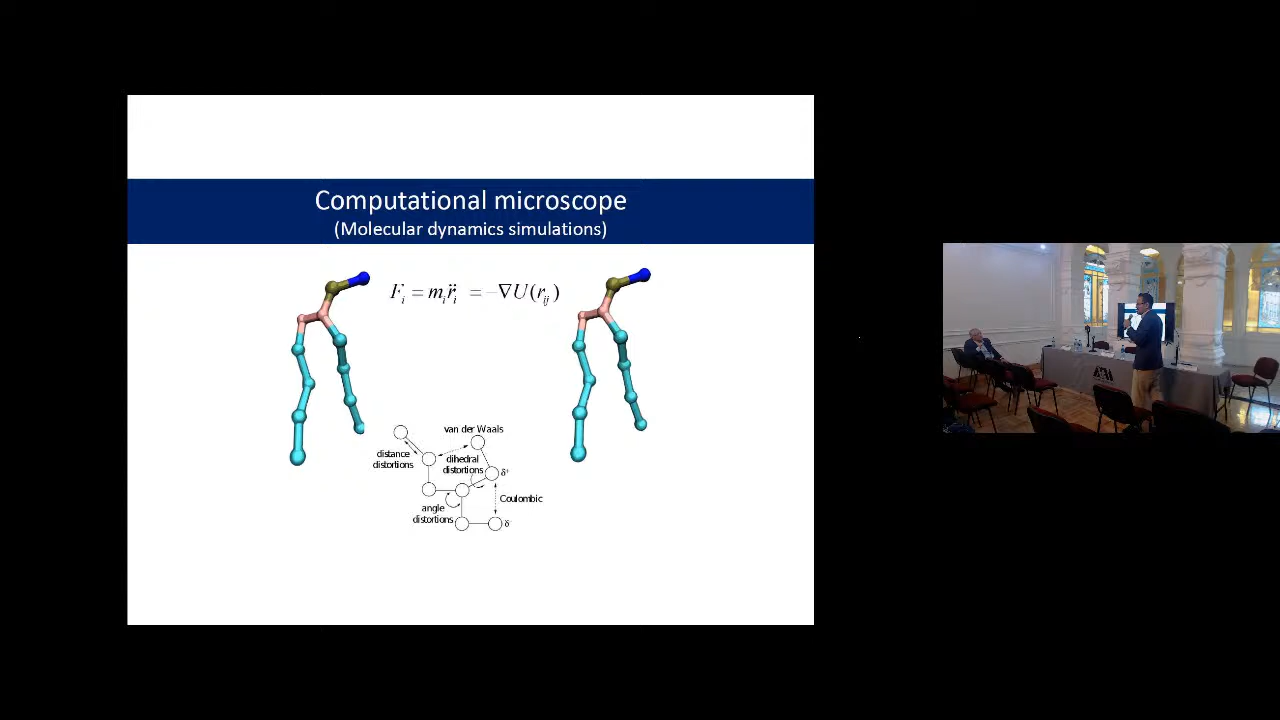 Computational microscope
(Molecular dynamics simulations)
F_i = m_i r̈_i = −∇U(r_ij)
van der Waals
distance
distortions
dihedral
distortions
δ⁺
Coulombic
angle
distortions
δ⁻